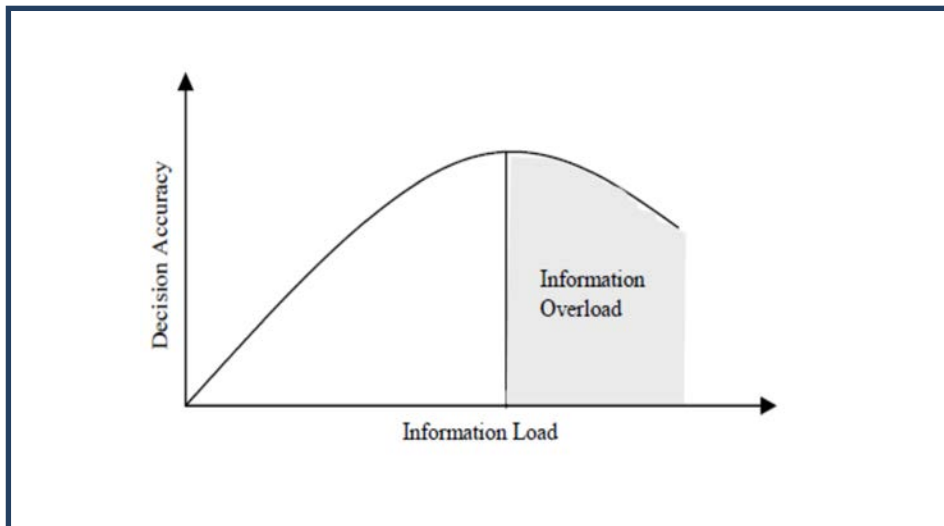 Decision Accuracy
Information
Overload
Information Load